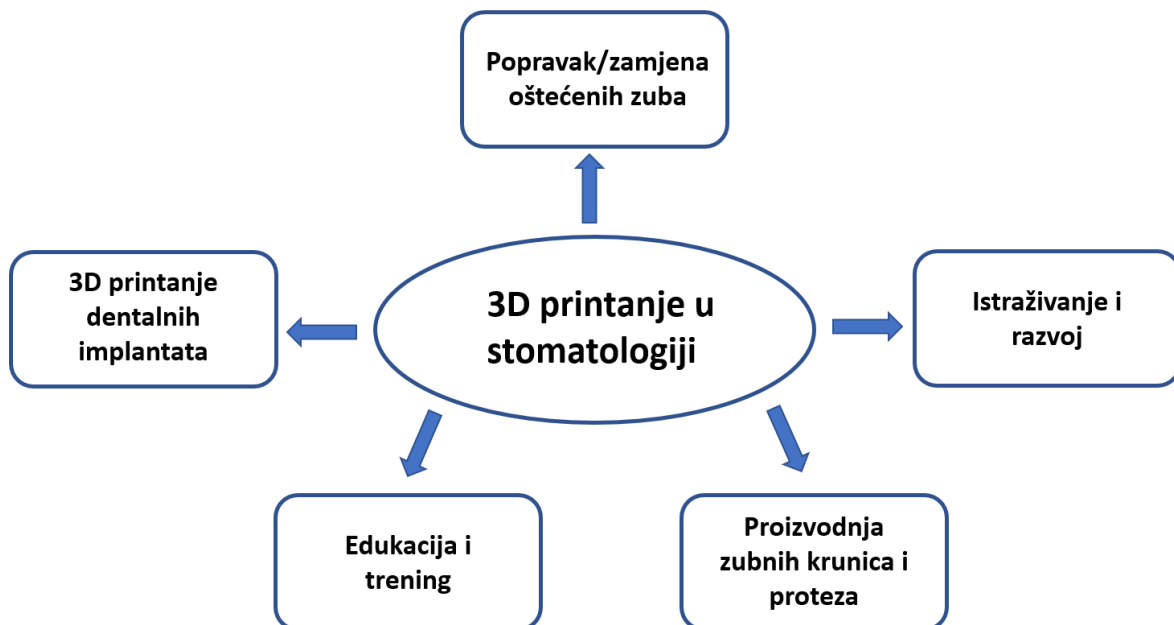 Popravak/zamjena
oštećenih zuba
3D printanje
dentalnih
implantata
3D printanje u
stomatologiji
Istraživanje i
razvoj
Edukacija i
trening
Proizvodnja
zubnih krunica i
proteza